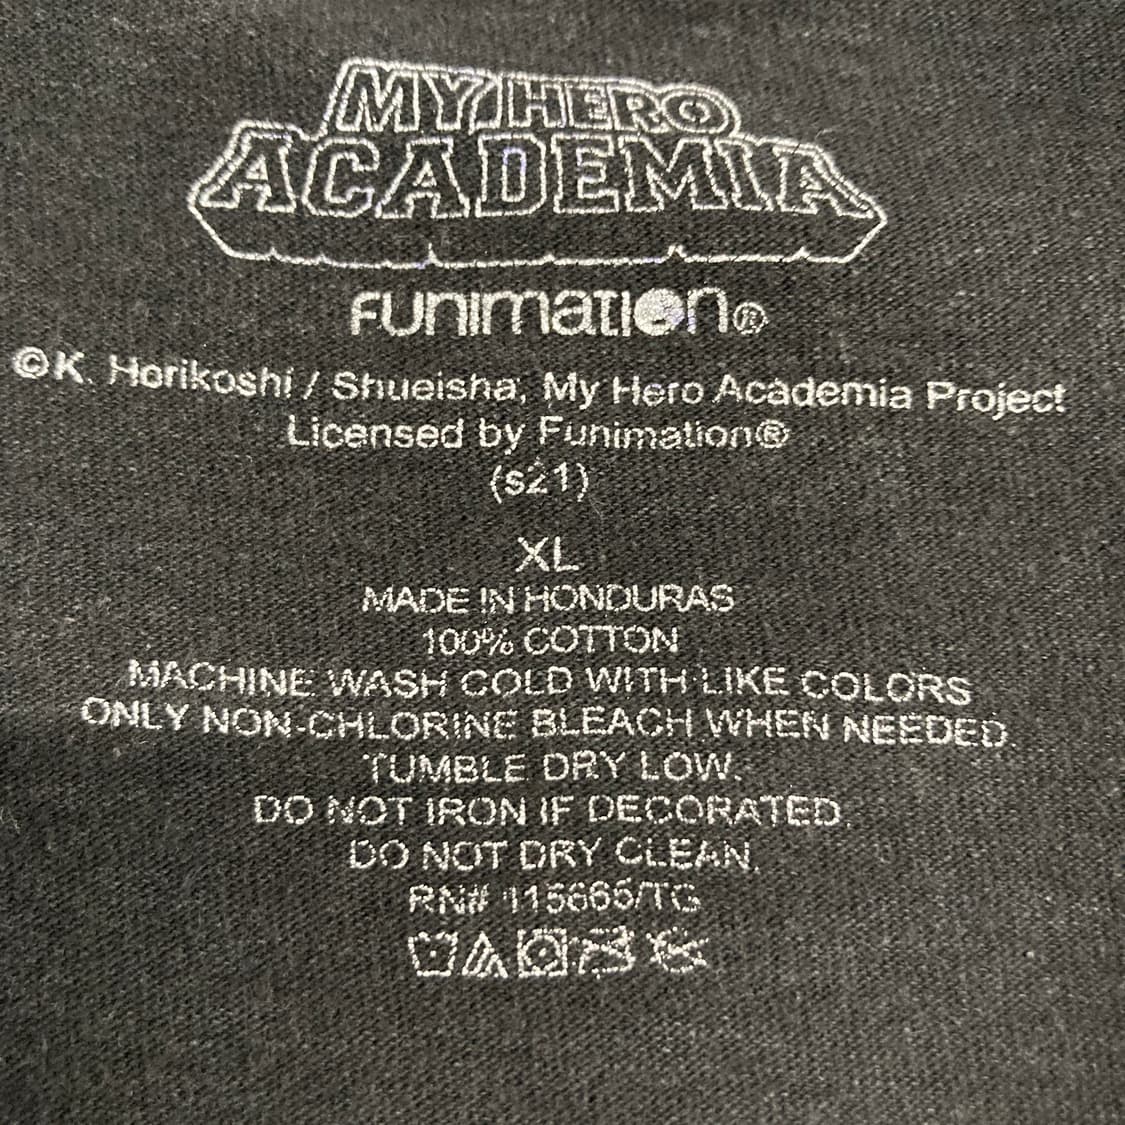 MY HERO
ACADEMIA
FUNIMATION®
©K. Horikoshi / Shueisha, My Hero Academia Project
Licensed by Funimation®
(s21)
XL
MADE IN HONDURAS
100% COTTON
MACHINE WASH COLD WITH LIKE COLORS
ONLY NON-CHLORINE BLEACH WHEN NEEDED.
TUMBLE DRY LOW.
DO NOT IRON IF DECORATED.
DO NOT DRY CLEAN.
RN# 115665/TG